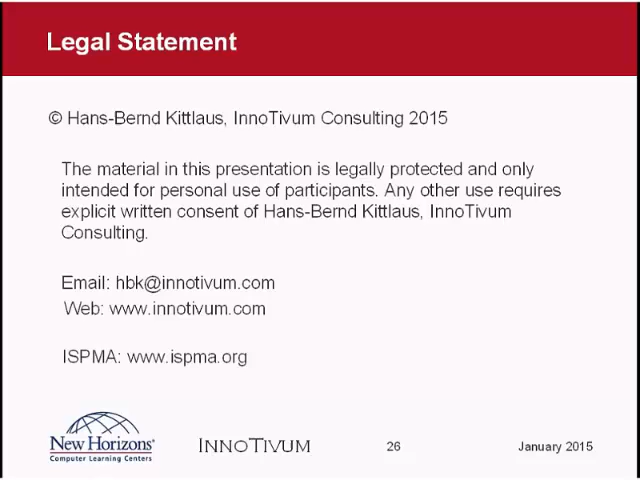 Legal Statement
© Hans-Bernd Kittlaus, InnoTivum Consulting 2015
The material in this presentation is legally protected and only
intended for personal use of participants. Any other use requires
explicit written consent of Hans-Bernd Kittlaus, InnoTivum
Consulting.
Email: hbk@innotivum.com
Web: www.innotivum.com
ISPMA: www.ispma.org
New Horizons®
Computer Learning Centers
INNOTIVUM
26
January 2015